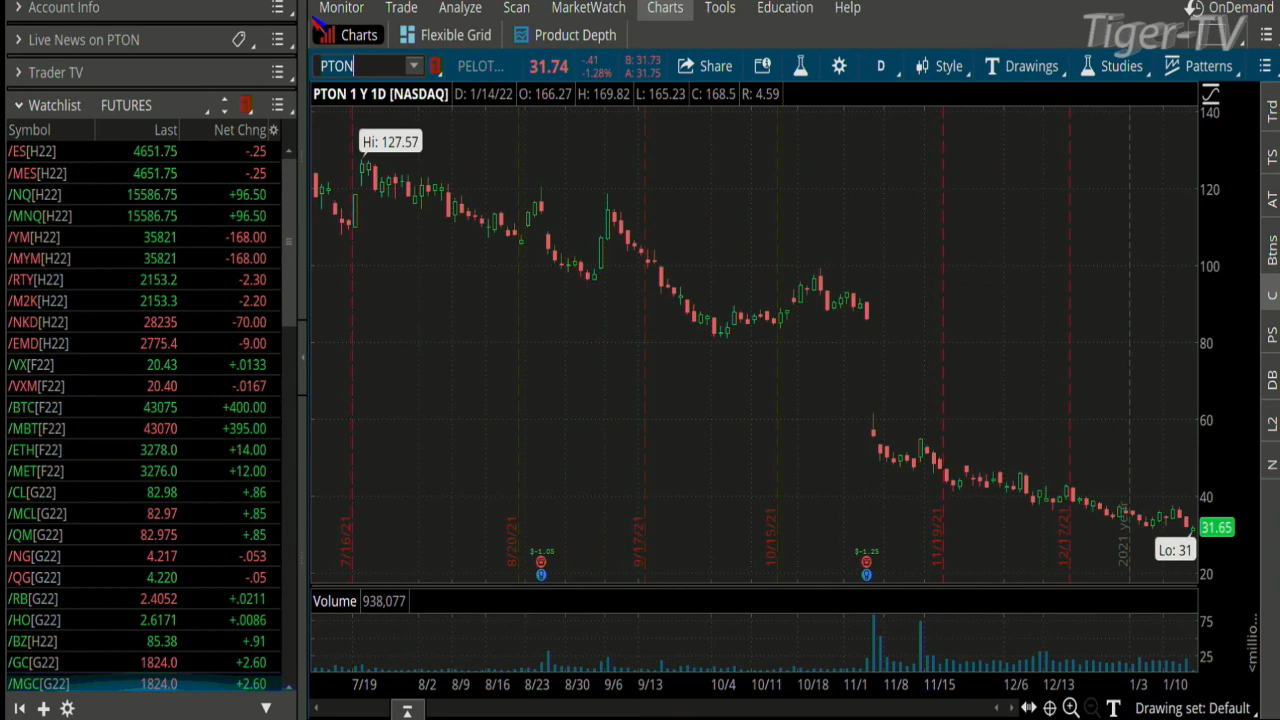 Account Info
Live News on PTON
Trader TV
Watchlist FUTURES
Symbol Last Net Chng
/ES[H22] 4651.75 -.25
/MES[H22] 4651.75 -.25
/NQ[H22] 15586.75 +96.50
/MNQ[H22] 15586.75 +96.50
/YM[H22] 35821 -168.00
/MYM[H22] 35821 -168.00
/RTY[H22] 2153.2 -2.30
/M2K[H22] 2153.3 -2.20
/NKD[H22] 28235 -70.00
/EMD[H22] 2775.4 -9.00
/VX[F22] 20.43 +.0133
/VXM[F22] 20.40 -.0167
/BTC[F22] 43075 +400.00
/MBT[F22] 43070 +395.00
/ETH[F22] 3278.0 +14.00
/MET[F22] 3276.0 +12.00
/CL[G22] 82.98 +.86
/MCL[G22] 82.97 +.85
/QM[G22] 82.975 +.85
/NG[G22] 4.217 -.053
/QG[G22] 4.220 -.05
/RB[G22] 2.4052 +.0211
/HO[G22] 2.6171 +.0086
/BZ[H22] 85.38 +.91
/GC[G22] 1824.0 +2.60
/MGC[G22] 1824.0 +2.60
Monitor Trade Analyze Scan MarketWatch Charts Tools Education Help
OnDemand
Tiger-TV
Charts Flexible Grid Product Depth
PTON PELOT... 31.74 -.41 -1.28% B: 31.73 A: 31.75 Share D Style Drawings Studies Patterns
PTON 1 Y 1D [NASDAQ] D: 1/14/22 O: 166.27 H: 169.82 L: 165.23 C: 168.5 R: 4.59
Hi: 127.57
140
120
100
80
60
40
31.65
Lo: 31
20
7/16/21 8/20/21 9/17/21 10/15/21 11/19/21 12/17/21 2021 year
$-1.05 $-1.25
Volume 938,077
75
25
<millio...
7/19 8/2 8/9 8/16 8/23 8/30 9/6 9/13 10/4 10/11 10/18 11/1 11/8 11/15 12/6 12/13 1/3 1/10
Drawing set: Default
Trd
TS
AT
Btns
C
PS
DB
L2
N